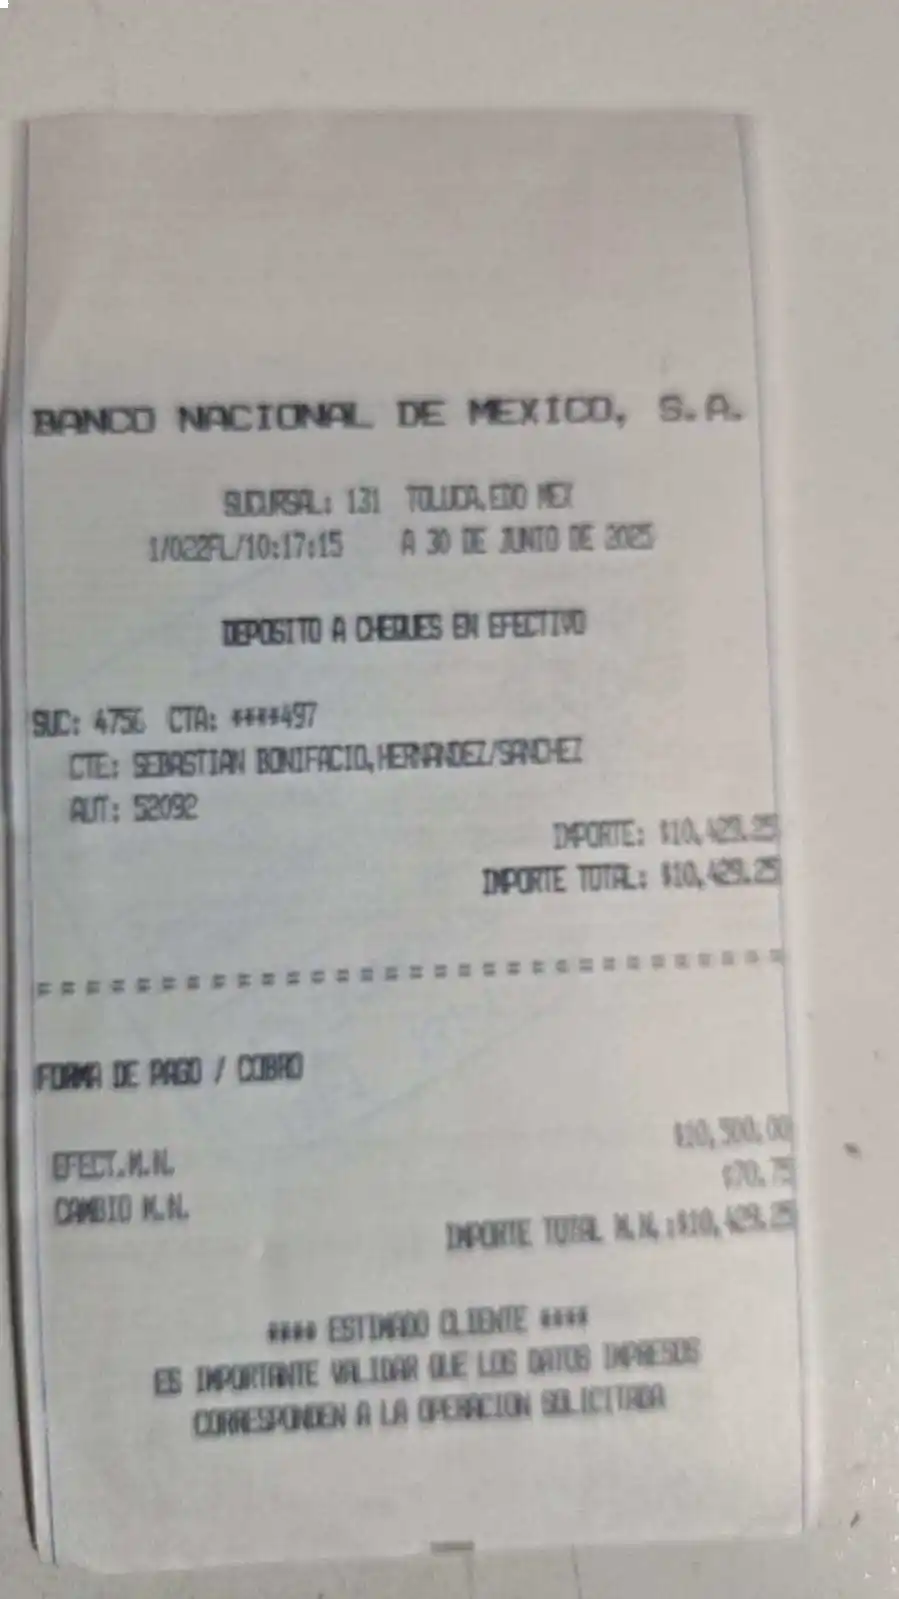 BANCO NACIONAL DE MEXICO, S.A.
SUCURSAL: 131 TOLUCA,EDO MEX
1/022FL/10:17:15 A 30 DE JUNIO DE 2025
DEPOSITO A CHEQUES EN EFECTIVO
SUC: 4756 CTA: ****497
CTE: SEBASTIAN BONIFACIO,HERNANDEZ/SANCHEZ
AUT: 52092
IMPORTE: $10,429.25
IMPORTE TOTAL: $10,429.25
FORMA DE PAGO / COBRO
EFECT.M.N. $10,500.00
CAMBIO M.N. $70.75
IMPORTE TOTAL M.N.:$10,429.25
**** ESTIMADO CLIENTE ****
ES IMPORTANTE VALIDAR QUE LOS DATOS IMPRESOS
CORRESPONDEN A LA OPERACION SOLICITADA